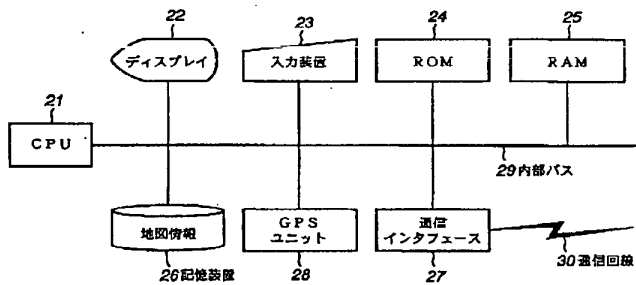 22
23
24
25
ディスプレイ
入力装置
ROM
RAM
21
CPU
29内部バス
地図情報
GPS
ユニット
通信
インタフェース
26記憶装置
28
27
30通信回線